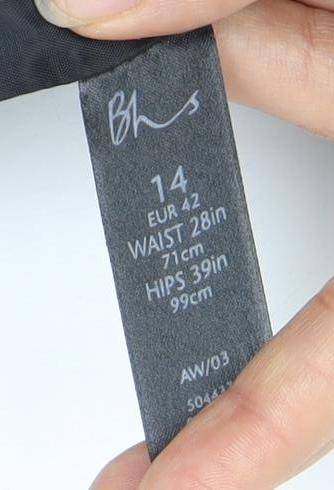 Bhs
14
EUR 42
WAIST 28in
71cm
HIPS 39in
99cm
AW/03